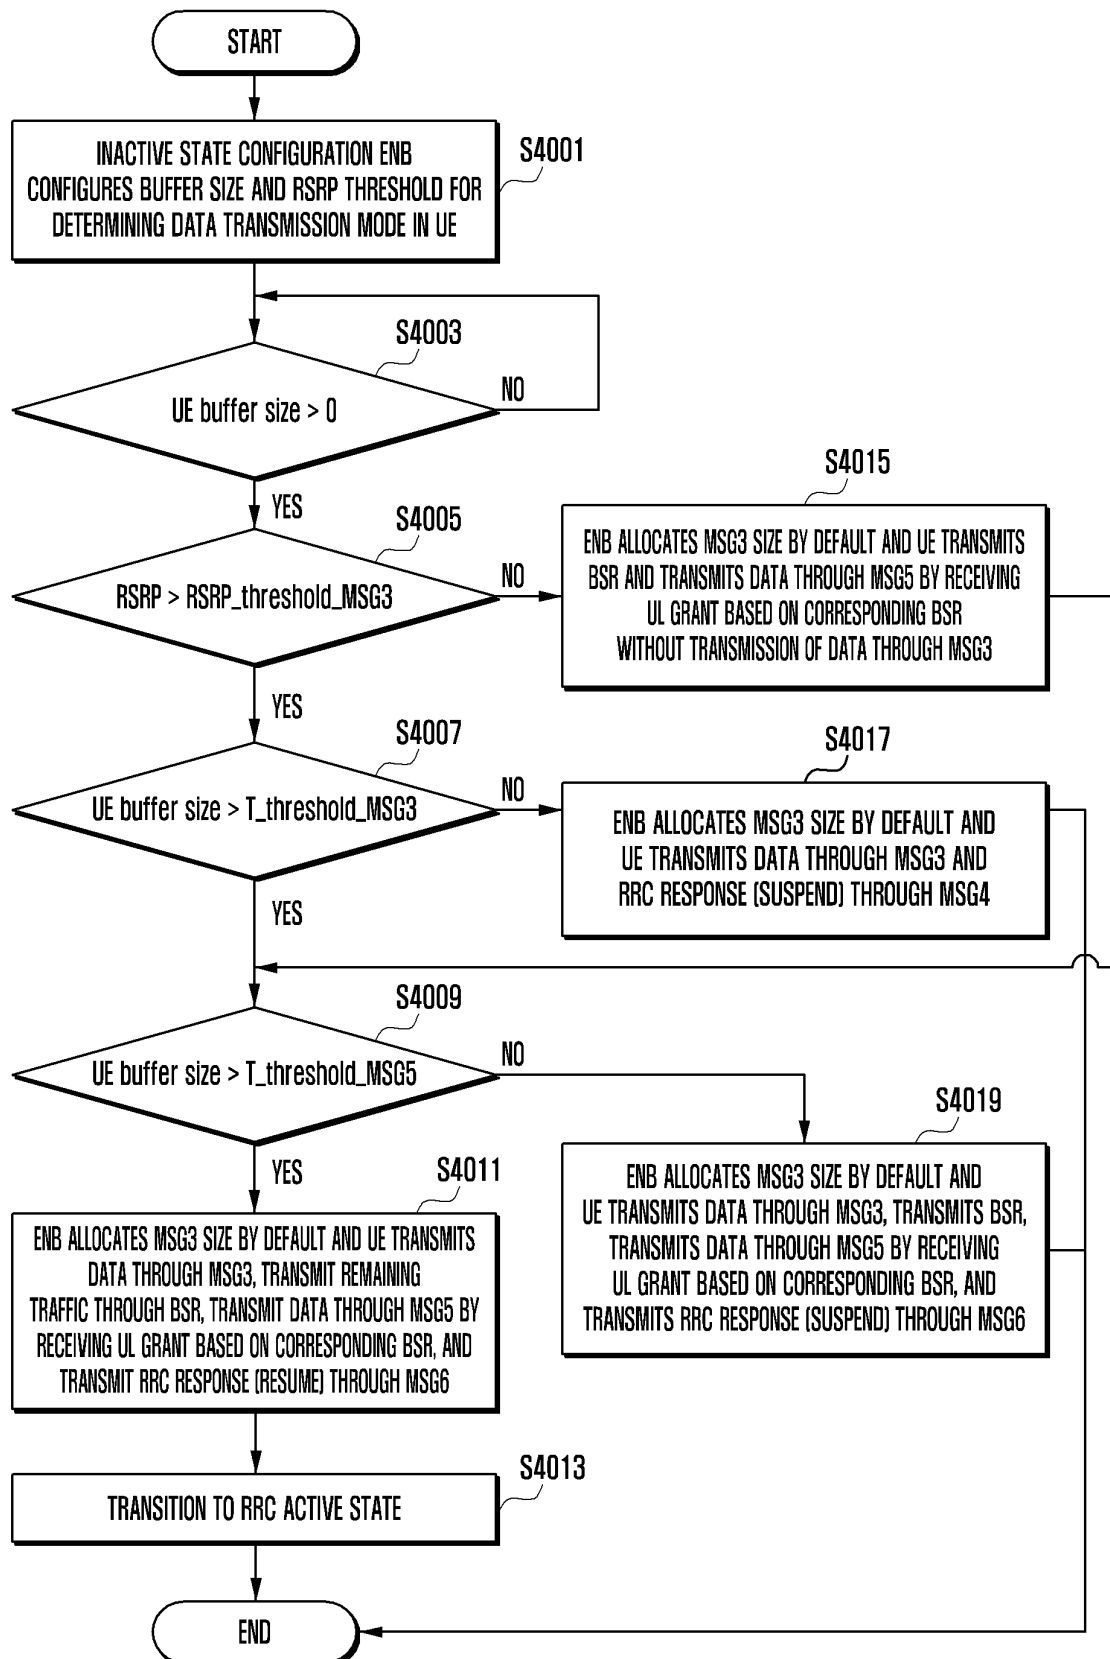 START
S4001
INACTIVE STATE CONFIGURATION ENB
CONFIGURES BUFFER SIZE AND RSRP THRESHOLD FOR
DETERMINING DATA TRANSMISSION MODE IN UE
S4003
UE buffer size > 0
NO
YES
S4005
RSRP > RSRP_threshold_MSG3
NO
S4015
ENB ALLOCATES MSG3 SIZE BY DEFAULT AND UE TRANSMITS
BSR AND TRANSMITS DATA THROUGH MSG5 BY RECEIVING
UL GRANT BASED ON CORRESPONDING BSR
WITHOUT TRANSMISSION OF DATA THROUGH MSG3
YES
S4007
UE buffer size > T_threshold_MSG3
NO
S4017
ENB ALLOCATES MSG3 SIZE BY DEFAULT AND
UE TRANSMITS DATA THROUGH MSG3 AND
RRC RESPONSE (SUSPEND) THROUGH MSG4
YES
S4009
UE buffer size > T_threshold_MSG5
NO
S4019
ENB ALLOCATES MSG3 SIZE BY DEFAULT AND
UE TRANSMITS DATA THROUGH MSG3, TRANSMITS BSR,
TRANSMITS DATA THROUGH MSG5 BY RECEIVING
UL GRANT BASED ON CORRESPONDING BSR, AND
TRANSMITS RRC RESPONSE (SUSPEND) THROUGH MSG6
YES
S4011
ENB ALLOCATES MSG3 SIZE BY DEFAULT AND UE TRANSMITS
DATA THROUGH MSG3, TRANSMIT REMAINING
TRAFFIC THROUGH BSR, TRANSMIT DATA THROUGH MSG5 BY
RECEIVING UL GRANT BASED ON CORRESPONDING BSR, AND
TRANSMIT RRC RESPONSE (RESUME) THROUGH MSG6
S4013
TRANSITION TO RRC ACTIVE STATE
END